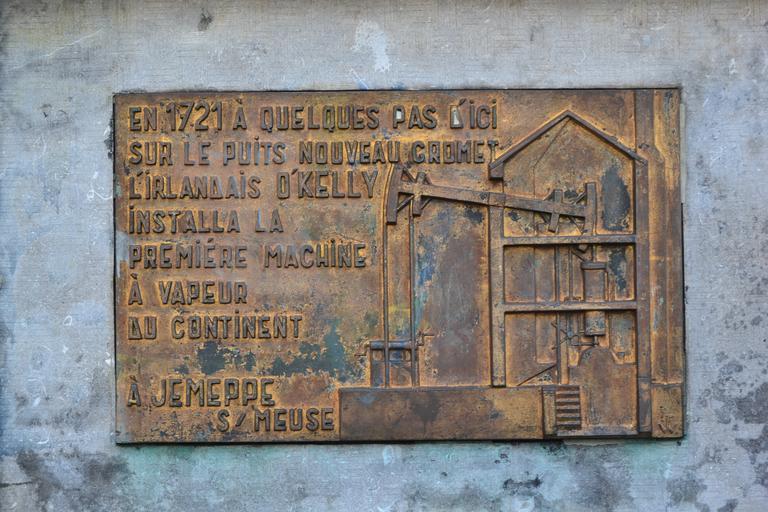 EN 1721 À QUELQUES PAS D'ICI
SUR LE PUITS NOUVEAU GROMET
L'IRLANDAIS O'KELLY
INSTALLA LA
PREMIÉRE MACHINE
À VAPEUR
DU CONTINENT
À JEMEPPE
S/MEUSE